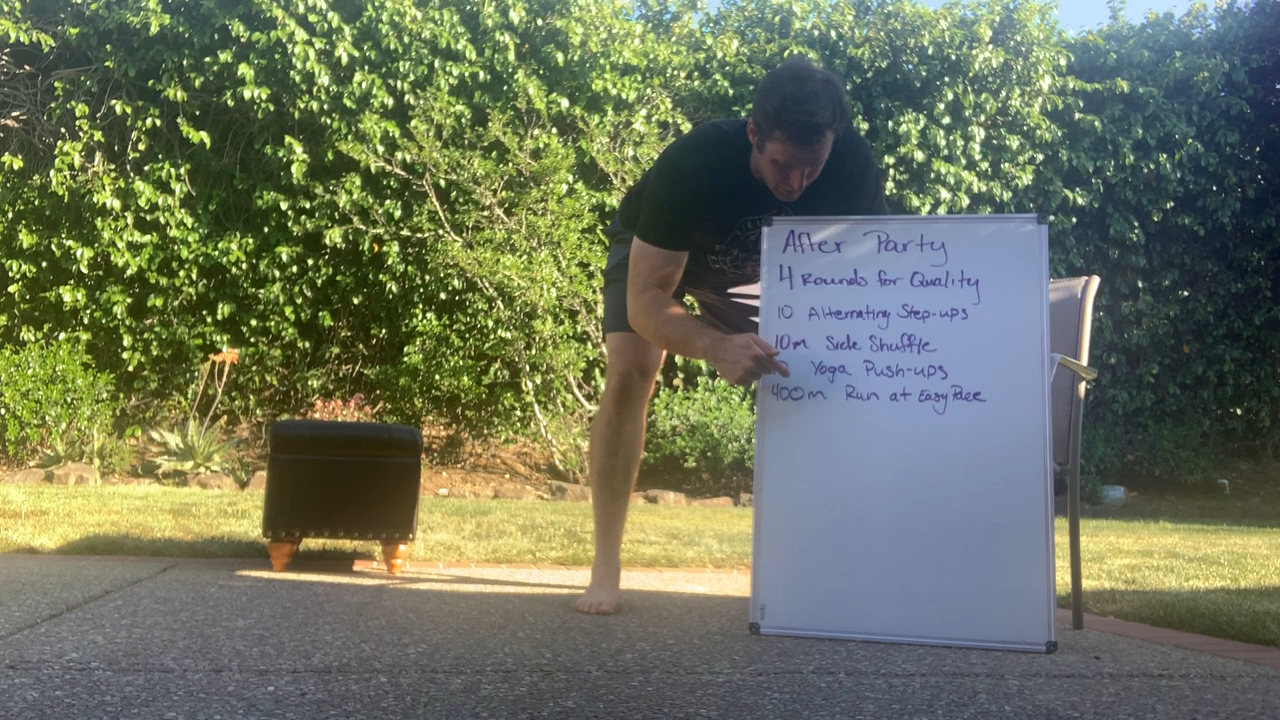 After Party
4 Rounds for Quality
10 Alternating Step-ups
10m Side Shuffle
Yoga Push-ups
400m Run at Easy Pace